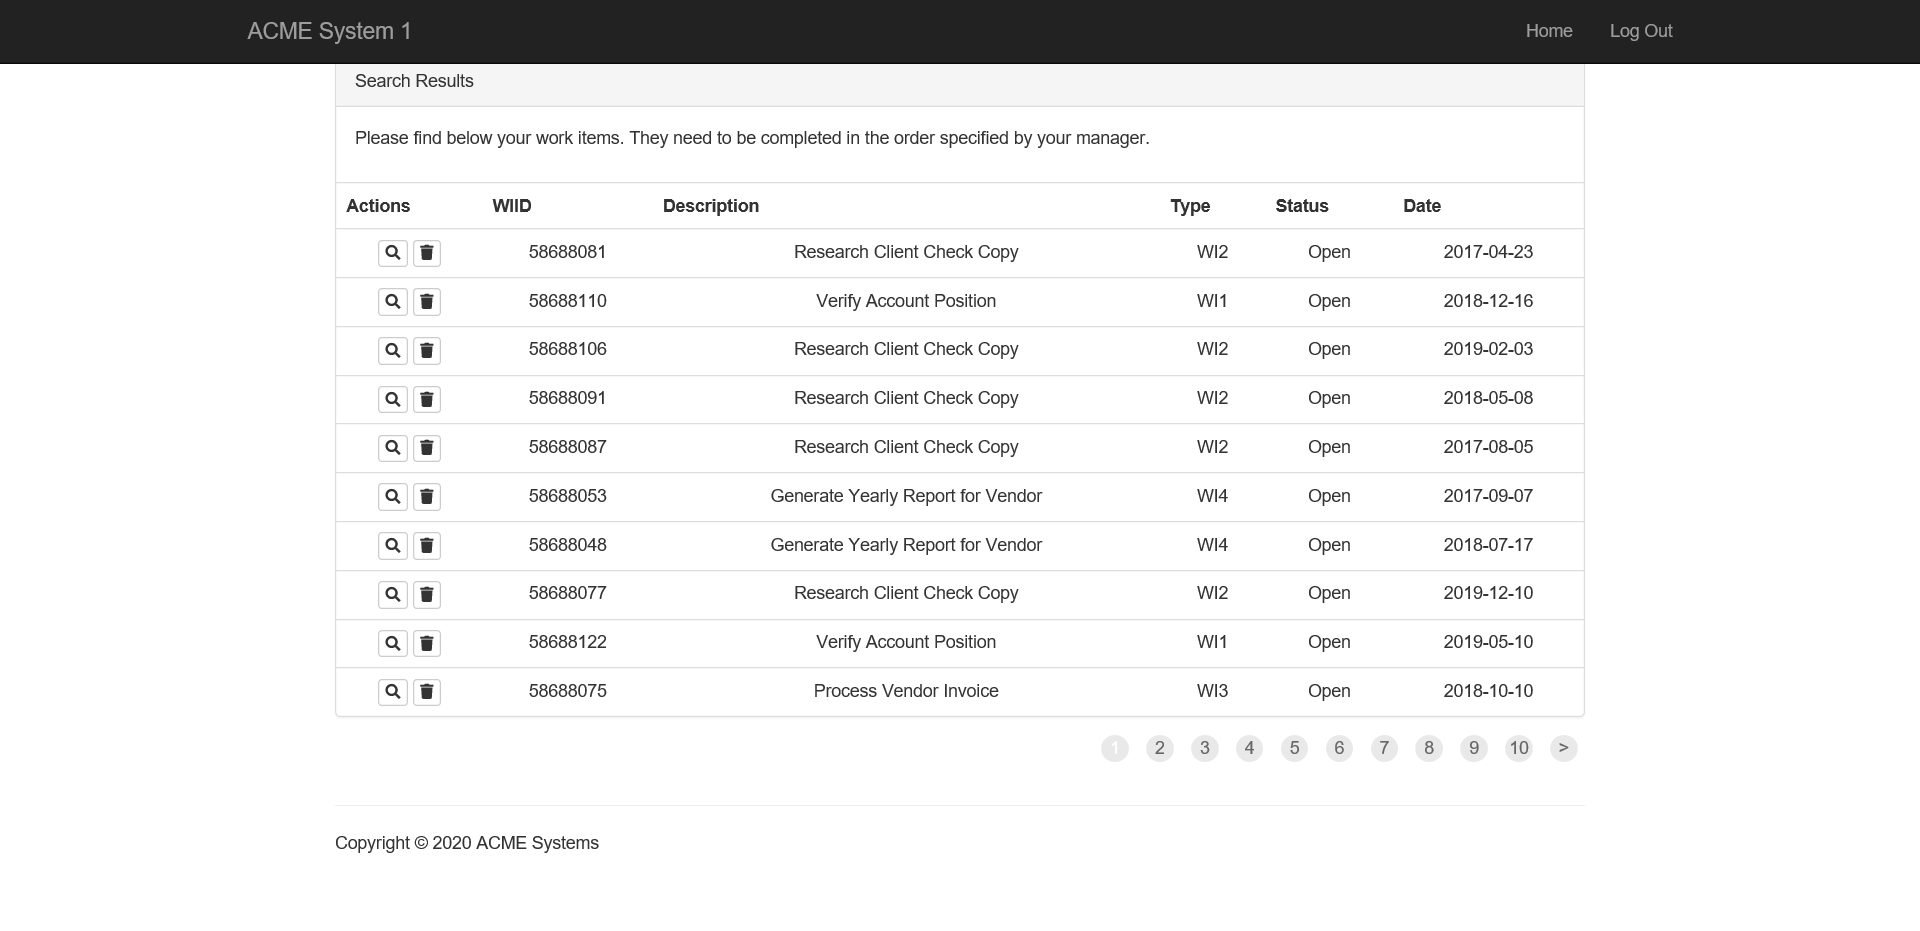 ACME System 1 Home Log Out
Search Results
Please find below your work items. They need to be completed in the order specified by your manager.
Actions WIID Description Type Status Date
58688081 Research Client Check Copy WI2 Open 2017-04-23
58688110 Verify Account Position WI1 Open 2018-12-16
58688106 Research Client Check Copy WI2 Open 2019-02-03
58688091 Research Client Check Copy WI2 Open 2018-05-08
58688087 Research Client Check Copy WI2 Open 2017-08-05
58688053 Generate Yearly Report for Vendor WI4 Open 2017-09-07
58688048 Generate Yearly Report for Vendor WI4 Open 2018-07-17
58688077 Research Client Check Copy WI2 Open 2019-12-10
58688122 Verify Account Position WI1 Open 2019-05-10
58688075 Process Vendor Invoice WI3 Open 2018-10-10
1 2 3 4 5 6 7 8 9 10 >
Copyright © 2020 ACME Systems